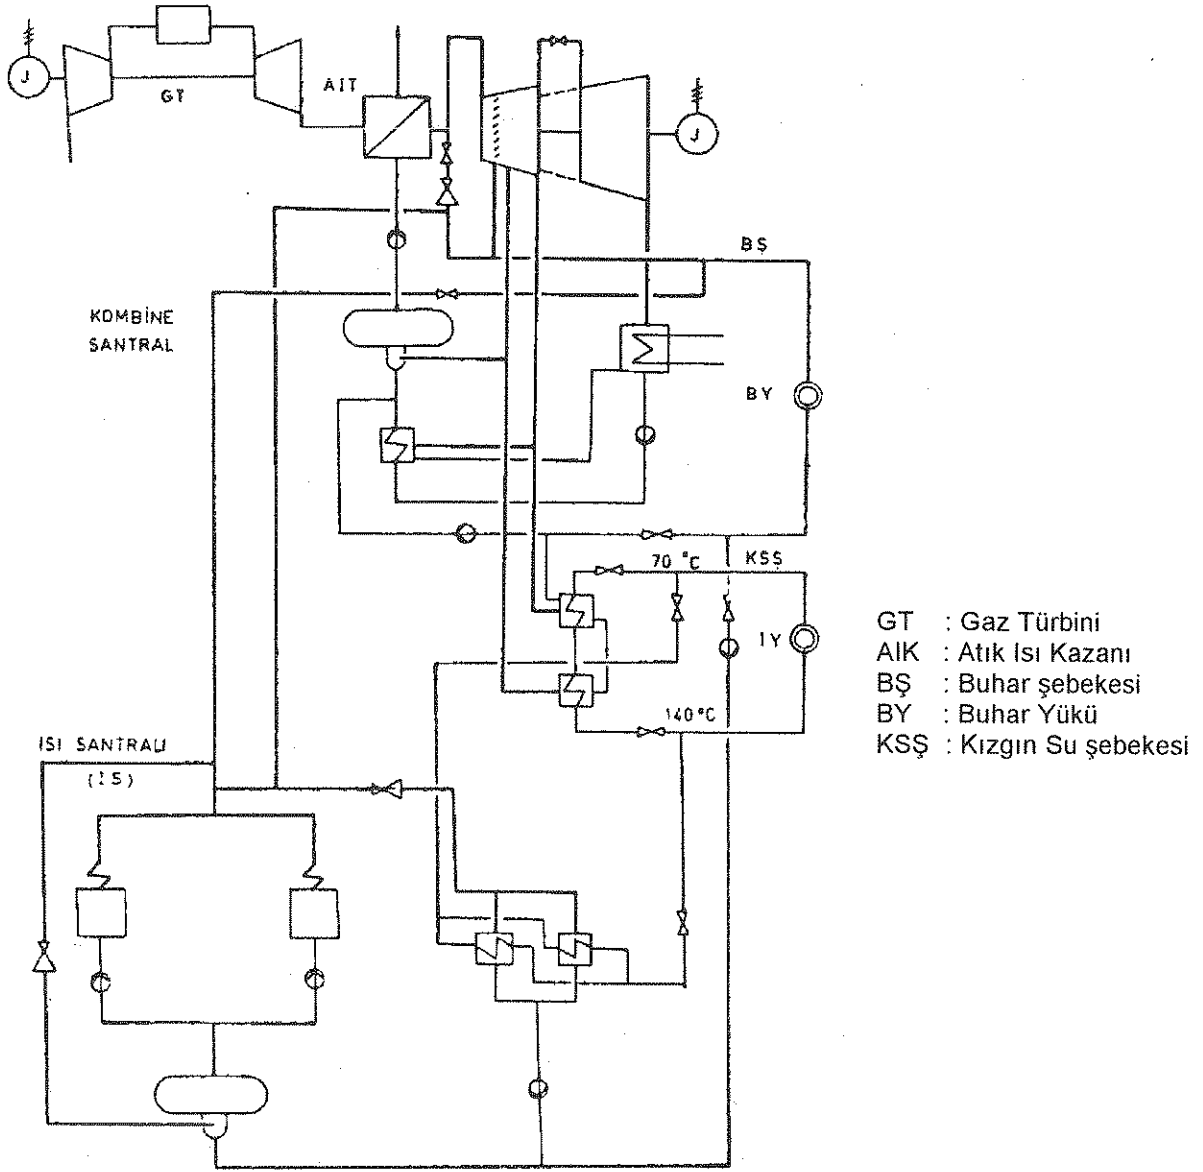 J
GT
AIT
J
BŞ
KOMBİNE
SANTRAL
BY
70 °C
KSŞ
IY
140 °C
ISI SANTRALI
(IS)
GT : Gaz Türbini
AIK : Atık Isı Kazanı
BŞ : Buhar şebekesi
BY : Buhar Yükü
KSŞ : Kızgın Su şebekesi